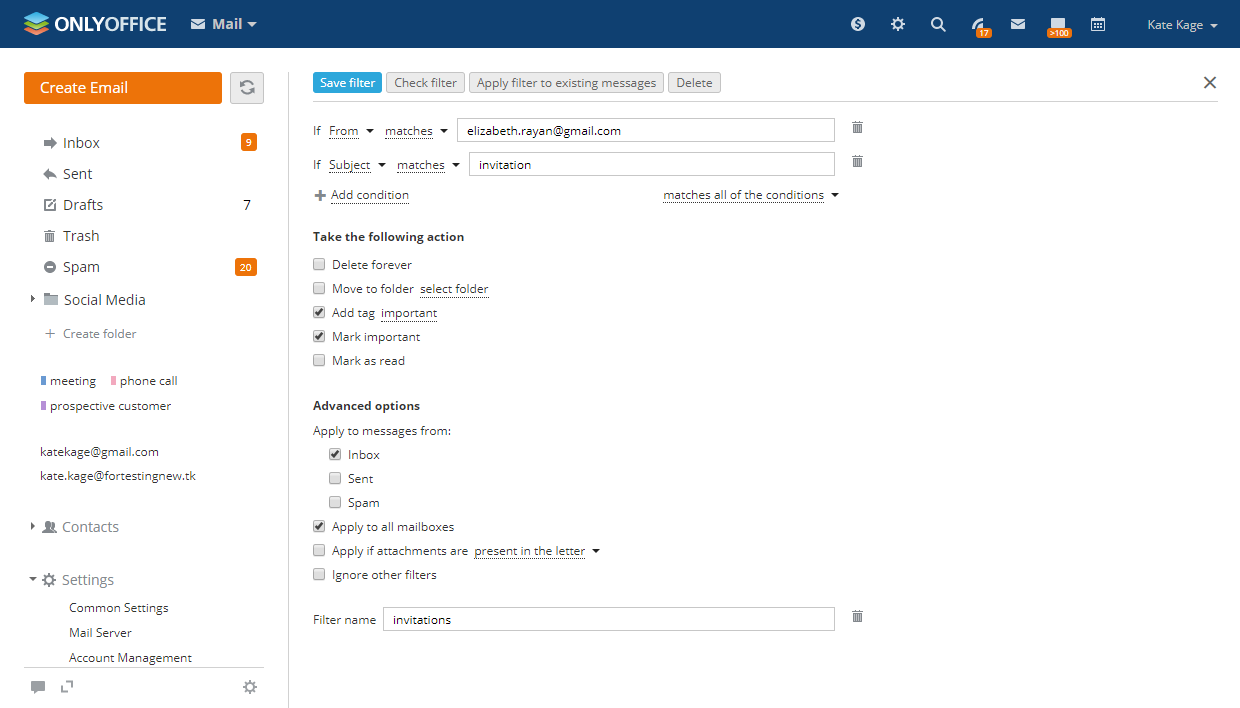 ONLYOFFICE Mail 17 >100 Kate Kage
Create Email
Inbox 9
Sent
Drafts 7
Trash
Spam 20
Social Media
Create folder
meeting phone call
prospective customer
katekage@gmail.com
kate.kage@fortestingnew.tk
Contacts
Settings
Common Settings
Mail Server
Account Management
Save filter Check filter Apply filter to existing messages Delete
If From matches elizabeth.rayan@gmail.com
If Subject matches invitation
Add condition matches all of the conditions
Take the following action
Delete forever
Move to folder select folder
Add tag important
Mark important
Mark as read
Advanced options
Apply to messages from:
Inbox
Sent
Spam
Apply to all mailboxes
Apply if attachments are present in the letter
Ignore other filters
Filter name invitations